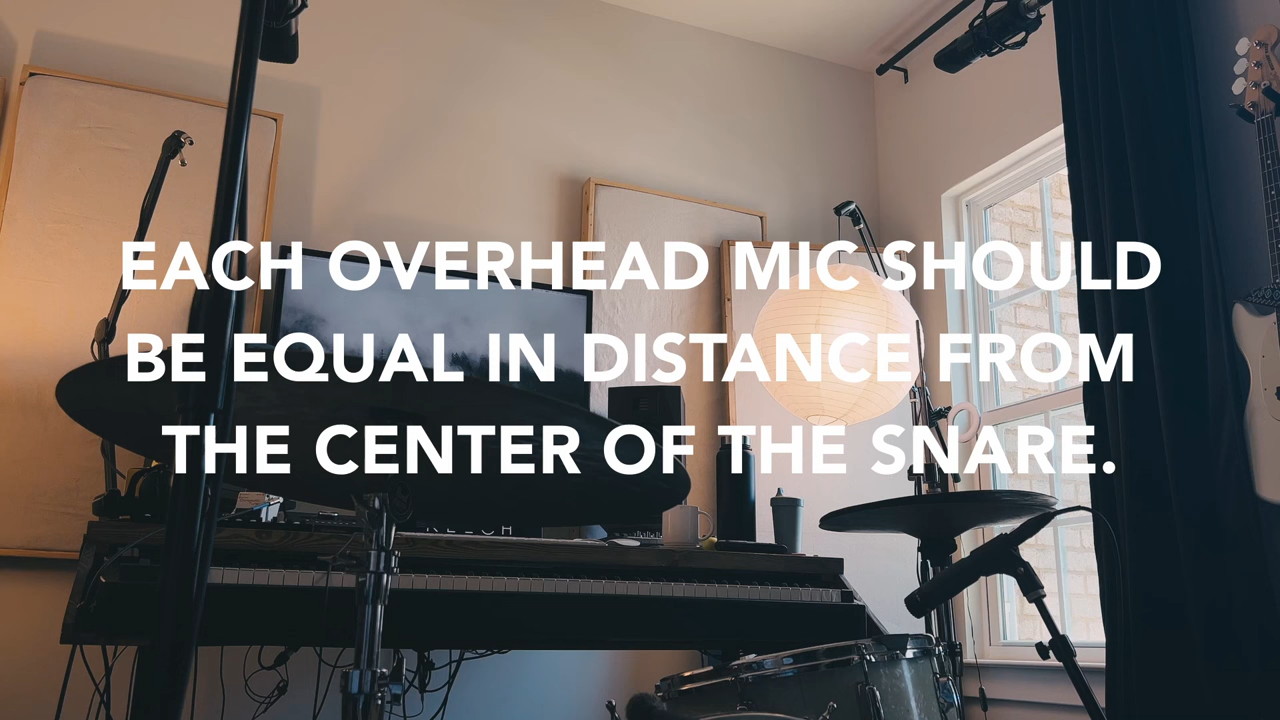 EACH OVERHEAD MIC SHOULD
BE EQUAL IN DISTANCE FROM
THE CENTER OF THE SNARE.